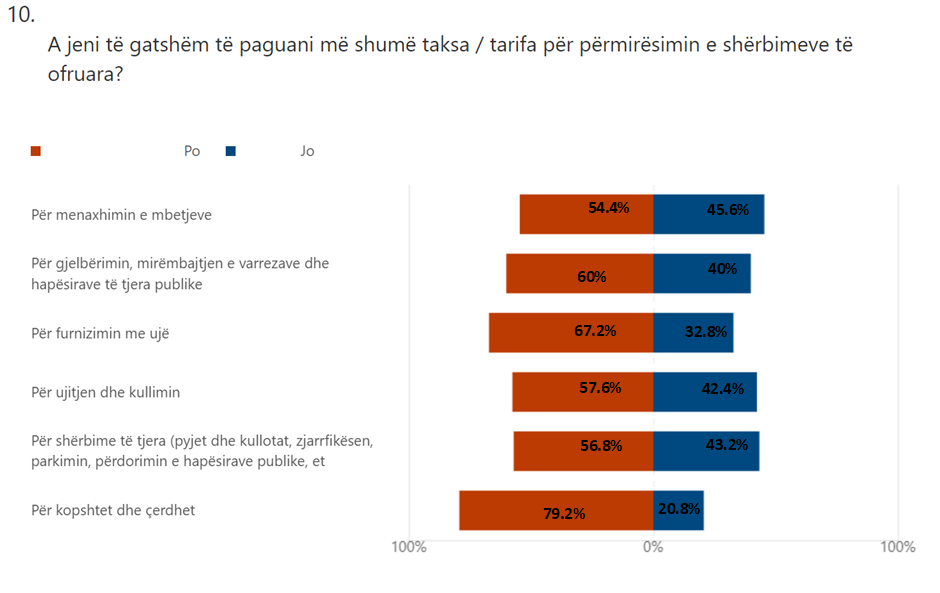 10.
A jeni të gatshëm të paguani më shumë taksa / tarifa për përmirësimin e shërbimeve të
ofruara?
Po Jo
Për menaxhimin e mbetjeve 54.4% 45.6%
Për gjelbërimin, mirëmbajtjen e varrezave dhe
hapësirave të tjera publike 60% 40%
Për furnizimin me ujë 67.2% 32.8%
Për ujitjen dhe kullimin 57.6% 42.4%
Për shërbime të tjera (pyjet dhe kullotat, zjarrfikësen,
parkimin, përdorimin e hapësirave publike, et 56.8% 43.2%
Për kopshtet dhe çerdhet 79.2% 20.8%
100% 0% 100%